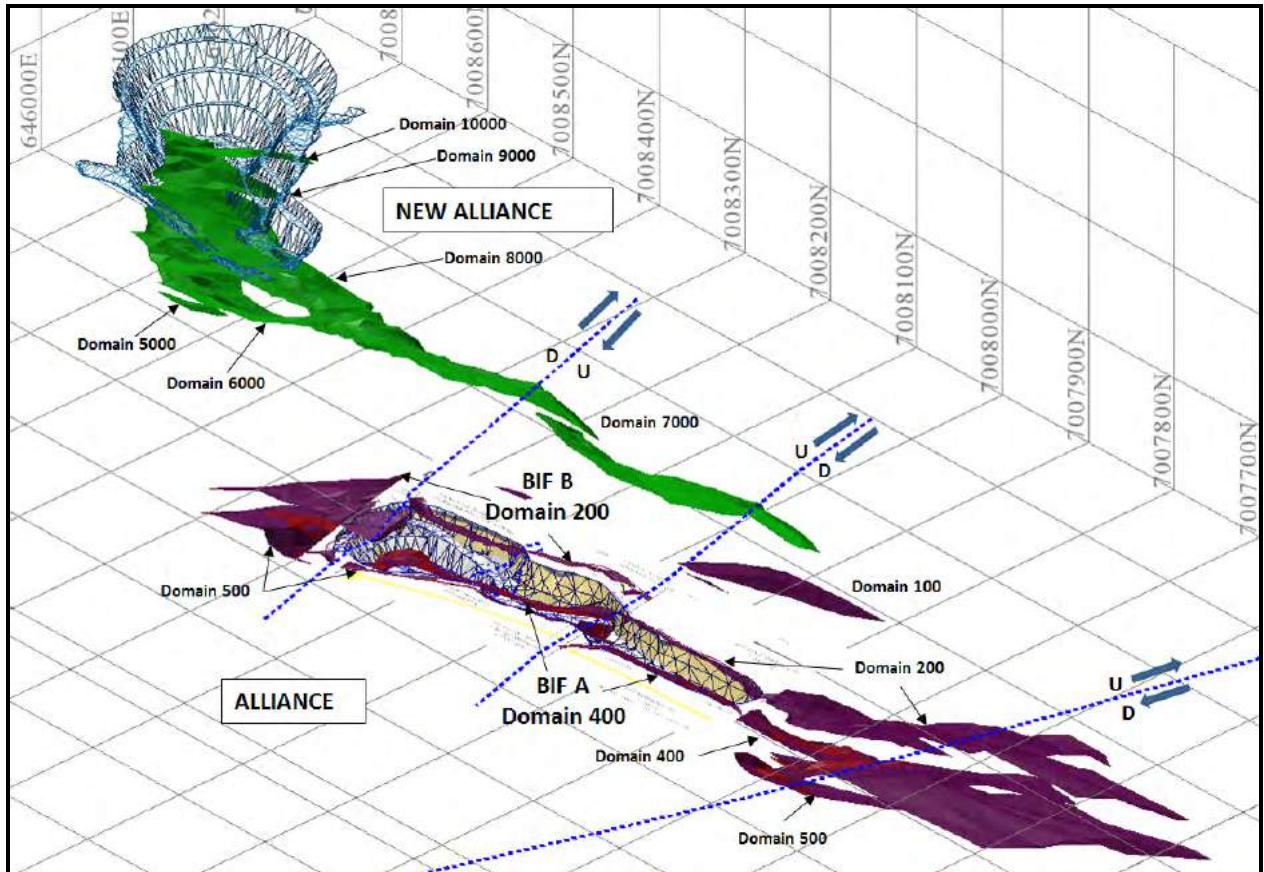 646000E
7008600N
7008500N
7008400N
7008300N
7008200N
7008100N
7008000N
7007900N
7007800N
7007700N
Domain 10000
Domain 9000
NEW ALLIANCE
Domain 8000
Domain 5000
Domain 6000
D
U
Domain 7000
U
D
BIF B
Domain 200
Domain 500
Domain 100
ALLIANCE
BIF A
Domain 400
Domain 200
U
D
Domain 400
Domain 500